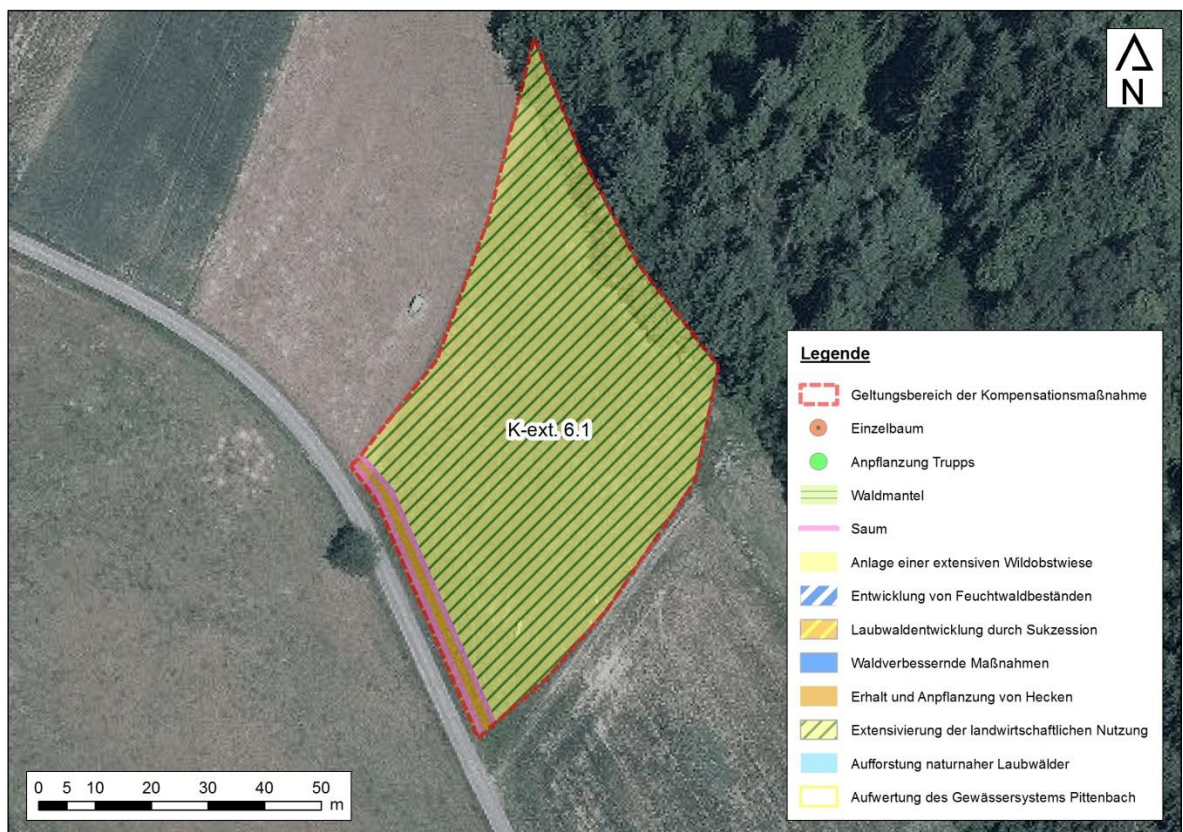 N
K-ext. 6.1
Legende
Geltungsbereich der Kompensationsmaßnahme
Einzelbaum
Anpflanzung Trupps
Waldmantel
Saum
Anlage einer extensiven Wildobstwiese
Entwicklung von Feuchtwaldbeständen
Laubwaldentwicklung durch Sukzession
Waldverbessernde Maßnahmen
Erhalt und Anpflanzung von Hecken
Extensivierung der landwirtschaftlichen Nutzung
Aufforstung naturnaher Laubwälder
Aufwertung des Gewässersystems Pittenbach
0 5 10 20 30 40 50
m